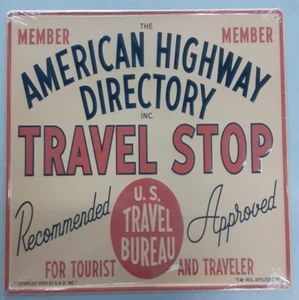 THE
MEMBER MEMBER
AMERICAN HIGHWAY
DIRECTORY
INC.
TRAVEL STOP
Recommended Approved
U.S.
TRAVEL
BUREAU
FOR TOURIST AND TRAVELER